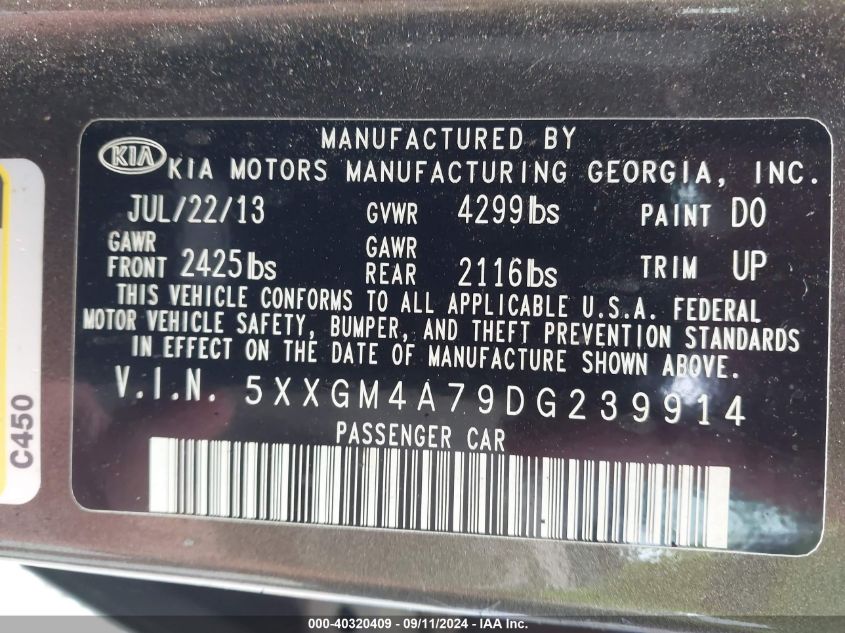 MANUFACTURED BY
KIA KIA MOTORS MANUFACTURING GEORGIA, INC.
JUL/22/13 GVWR 4299lbs PAINT DO
GAWR FRONT 2425lbs GAWR REAR 2116lbs TRIM UP
THIS VEHICLE CONFORMS TO ALL APPLICABLE U.S.A. FEDERAL
MOTOR VEHICLE SAFETY, BUMPER, AND THEFT PREVENTION STANDARDS
IN EFFECT ON THE DATE OF MANUFACTURE SHOWN ABOVE.
V.I.N. 5XXGM4A79DG239914
PASSENGER CAR
C450
000-40320409 - 09/11/2024 - IAA Inc.